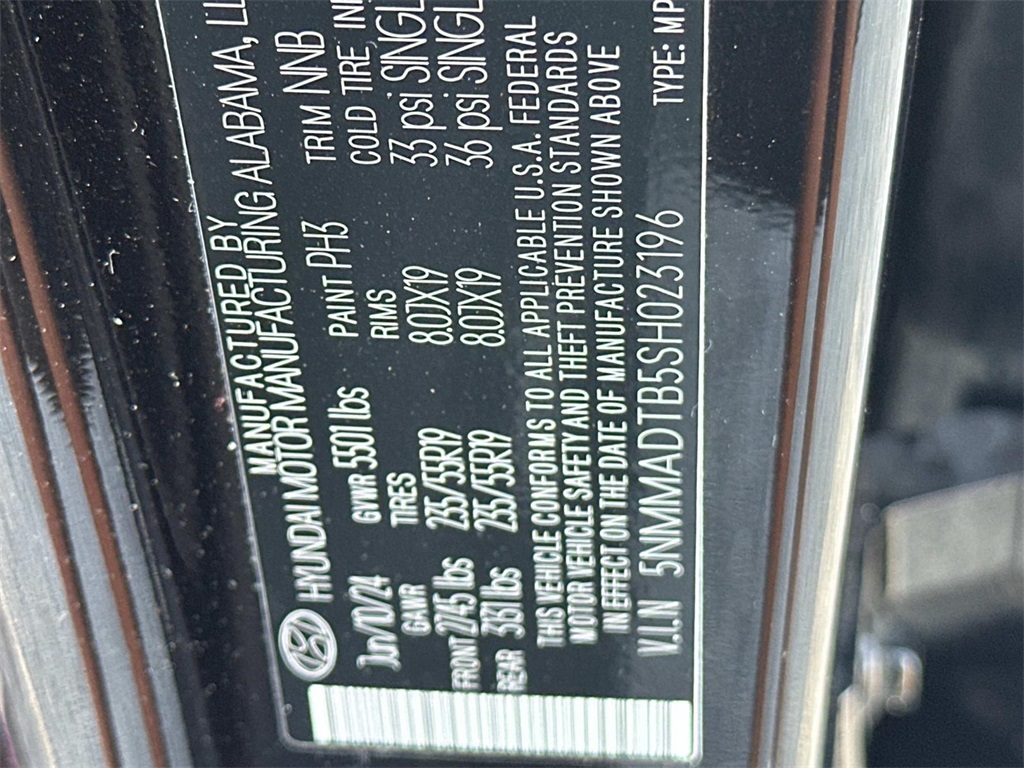 MANUFACTURED BY
HYUNDAI MOTOR MANUFACTURING ALABAMA, LL
Jun/10/24 GVWR 5501 lbs PAINT PH3 TRIM NNB
GAWR TIRES RIMS COLD TIRE, IN
FRONT 2745 lbs 235/55R19 8.0JX19 33 psi SINGL
REAR 3131 lbs 235/55R19 8.0JX19 36 psi SINGL
THIS VEHICLE CONFORMS TO ALL APPLICABLE U.S.A. FEDERAL
MOTOR VEHICLE SAFETY AND THEFT PREVENTION STANDARDS
IN EFFECT ON THE DATE OF MANUFACTURE SHOWN ABOVE
V.I.N 5NMMADTB5SH023196 TYPE: MP